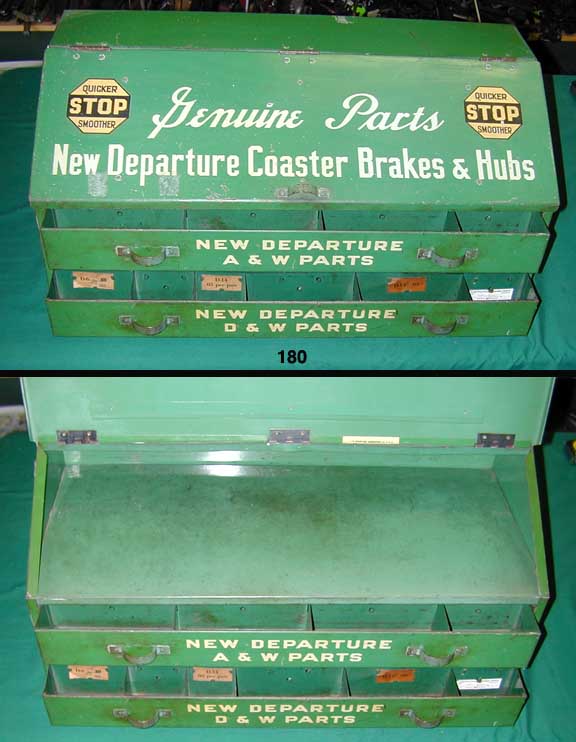 QUICKER
STOP
SMOOTHER
Genuine Parts
QUICKER
STOP
SMOOTHER
New Departure Coaster Brakes & Hubs
NEW DEPARTURE
A & W PARTS
NEW DEPARTURE
D & W PARTS
180
NEW DEPARTURE
A & W PARTS
NEW DEPARTURE
D & W PARTS